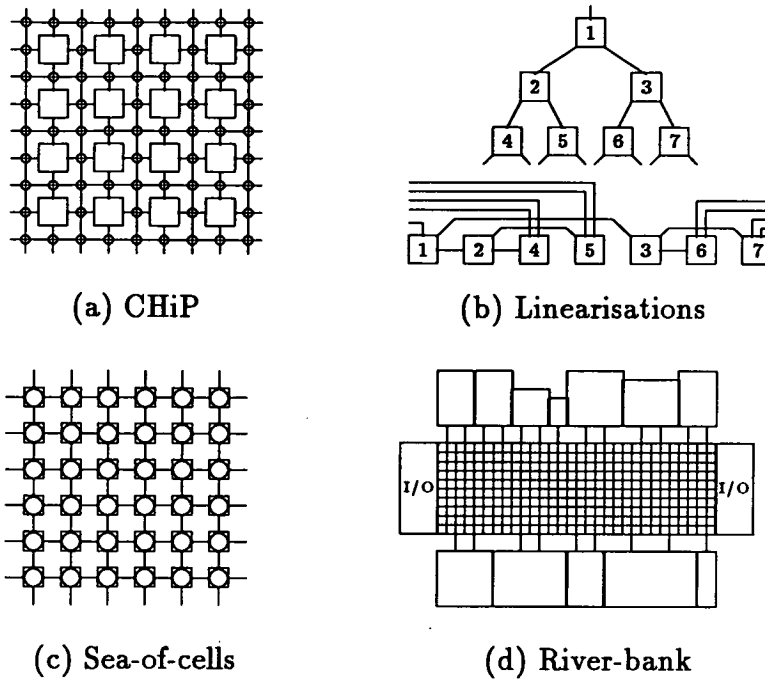 1
2 3
4 5 6 7
1 2 4 5 3 6 7
(a) CHiP
(b) Linearisations
I/O I/O
(c) Sea-of-cells
(d) River-bank